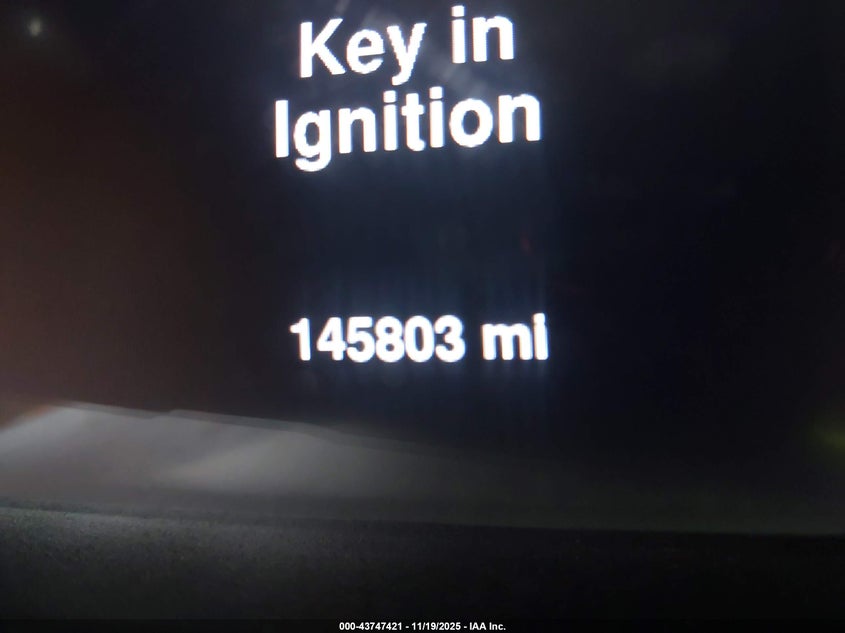 Key in
Ignition
145803 mi
000-43747421 - 11/19/2025 - IAA Inc.